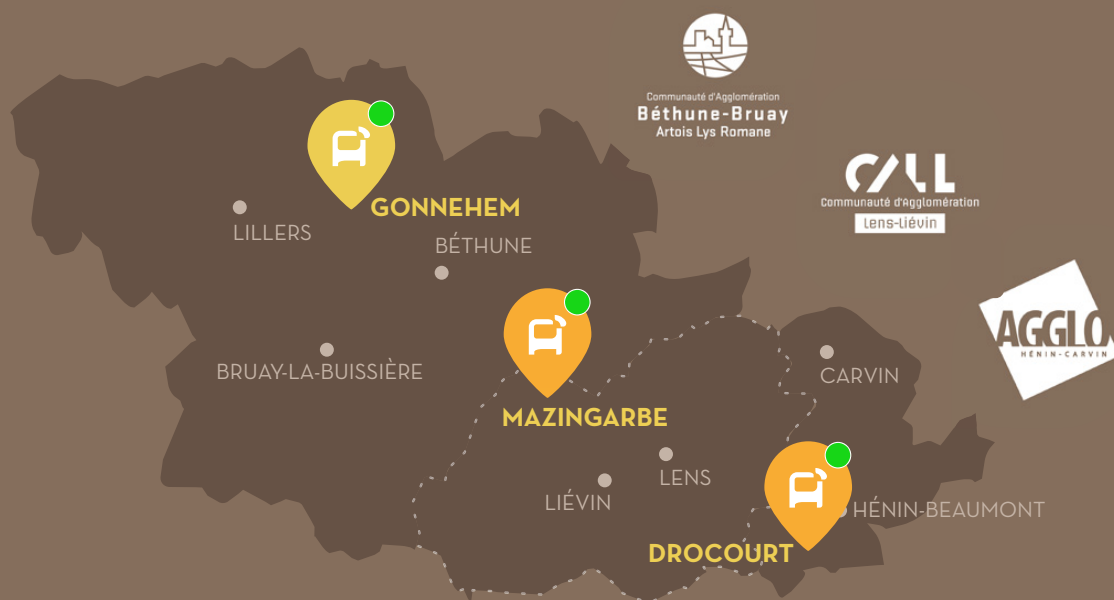 Communauté d'Agglomération
Béthune-Bruay
Artois Lys Romane
CALL
Communauté d'Agglomération
Lens-Liévin
GONNEHEM
LILLERS
BÉTHUNE
AGGLO
HÉNIN-CARVIN
BRUAY-LA-BUISSIÈRE
CARVIN
MAZINGARBE
LENS
LIÉVIN
HÉNIN-BEAUMONT
DROCOURT